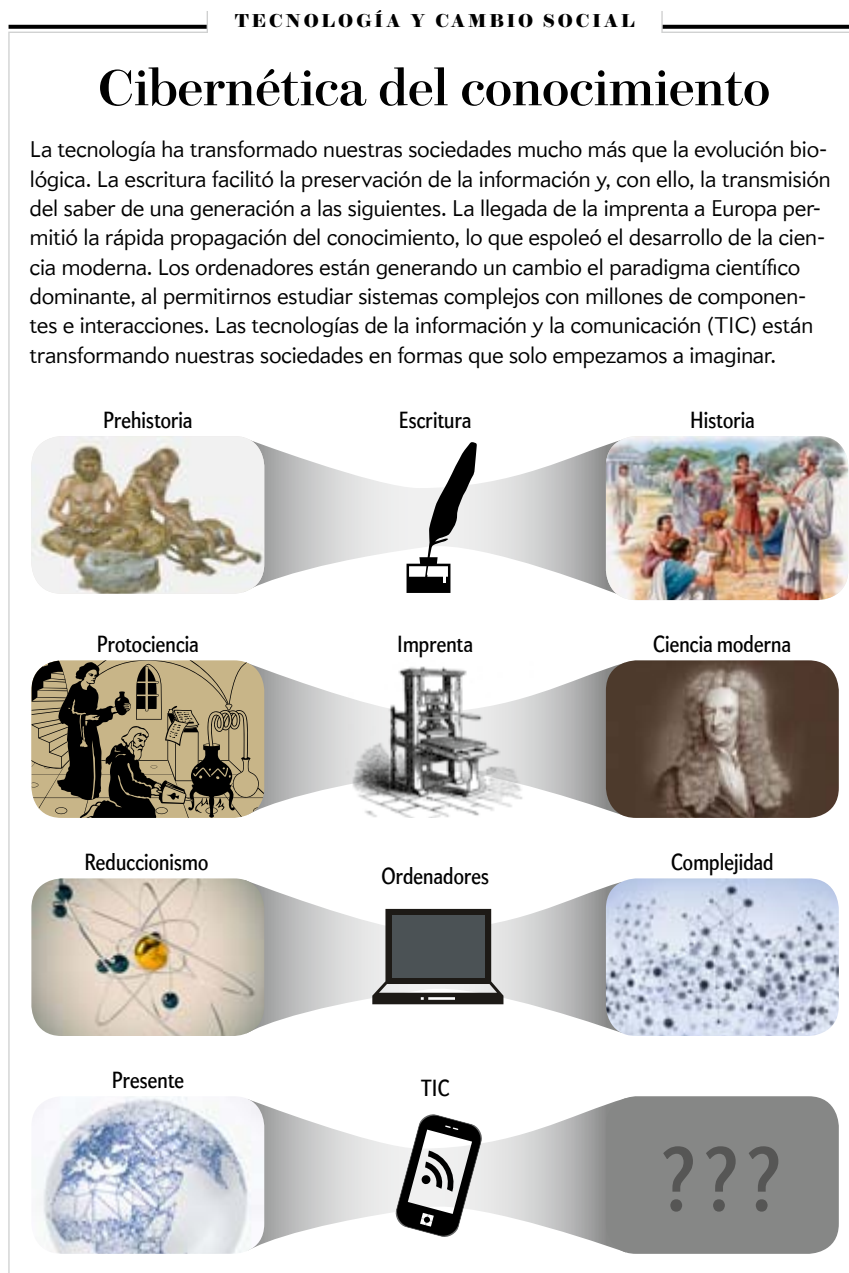 TECNOLOGÍA Y CAMBIO SOCIAL
Cibernética del conocimiento
La tecnología ha transformado nuestras sociedades mucho más que la evolución bio-
lógica. La escritura facilitó la preservación de la información y, con ello, la transmisión
del saber de una generación a las siguientes. La llegada de la imprenta a Europa per-
mitió la rápida propagación del conocimiento, lo que espoleó el desarrollo de la cien-
cia moderna. Los ordenadores están generando un cambio el paradigma científico
dominante, al permitirnos estudiar sistemas complejos con millones de componen-
tes e interacciones. Las tecnologías de la información y la comunicación (TIC) están
transformando nuestras sociedades en formas que solo empezamos a imaginar.
Prehistoria Escritura Historia
Protociencia Imprenta Ciencia moderna
Reduccionismo Ordenadores Complejidad
Presente TIC
???